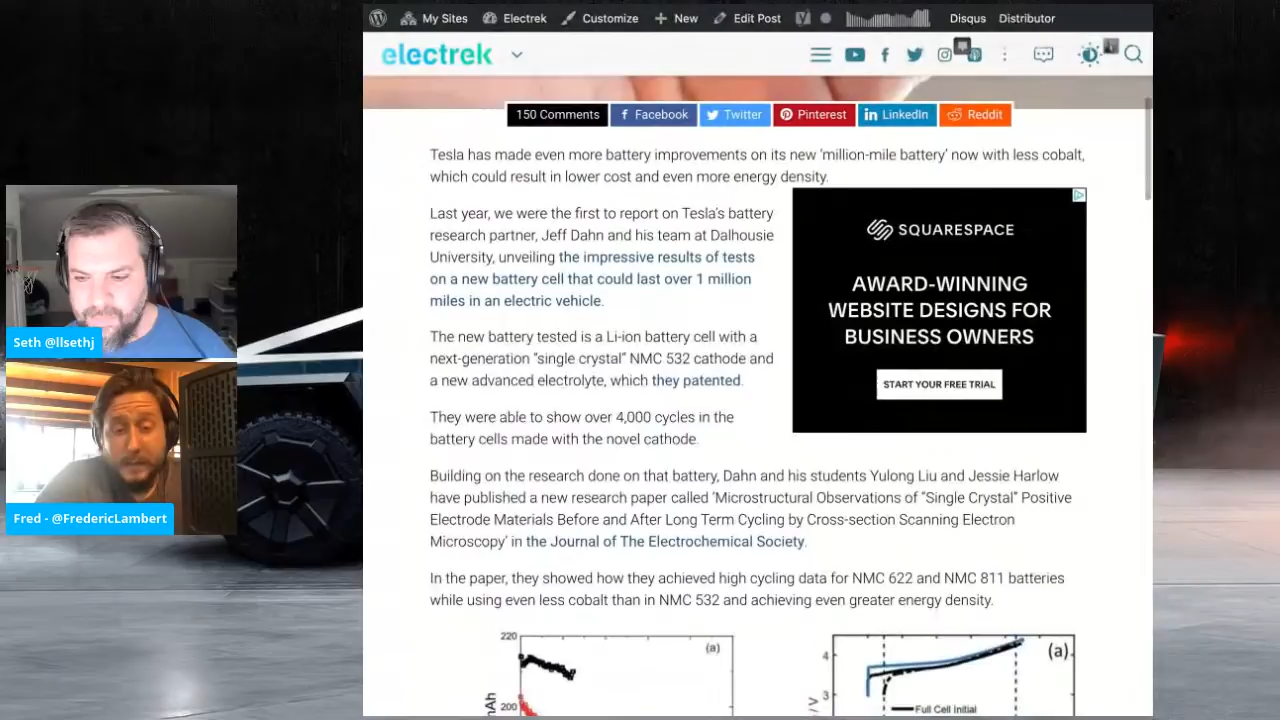 My Sites
Electrek
Customize
New
Edit Post
Disqus
Distributor
electrek
150 Comments
Facebook
Twitter
Pinterest
LinkedIn
Reddit
Tesla has made even more battery improvements on its new ‘million-mile battery’ now with less cobalt,
which could result in lower cost and even more energy density.
Last year, we were the first to report on Tesla’s battery
research partner, Jeff Dahn and his team at Dalhousie
University, unveiling the impressive results of tests
on a new battery cell that could last over 1 million
miles in an electric vehicle.
The new battery tested is a Li-ion battery cell with a
next-generation “single crystal” NMC 532 cathode and
a new advanced electrolyte, which they patented.
They were able to show over 4,000 cycles in the
battery cells made with the novel cathode.
SQUARESPACE
AWARD-WINNING
WEBSITE DESIGNS FOR
BUSINESS OWNERS
START YOUR FREE TRIAL
Building on the research done on that battery, Dahn and his students Yulong Liu and Jessie Harlow
have published a new research paper called ‘Microstructural Observations of “Single Crystal” Positive
Electrode Materials Before and After Long Term Cycling by Cross-section Scanning Electron
Microscopy’ in the Journal of The Electrochemical Society.
In the paper, they showed how they achieved high cycling data for NMC 622 and NMC 811 batteries
while using even less cobalt than in NMC 532 and achieving even greater energy density.
220
(a)
200
mAh
(a)
4
3
/ V
Full Cell Initial
Seth @llsethj
Fred - @FredericLambert